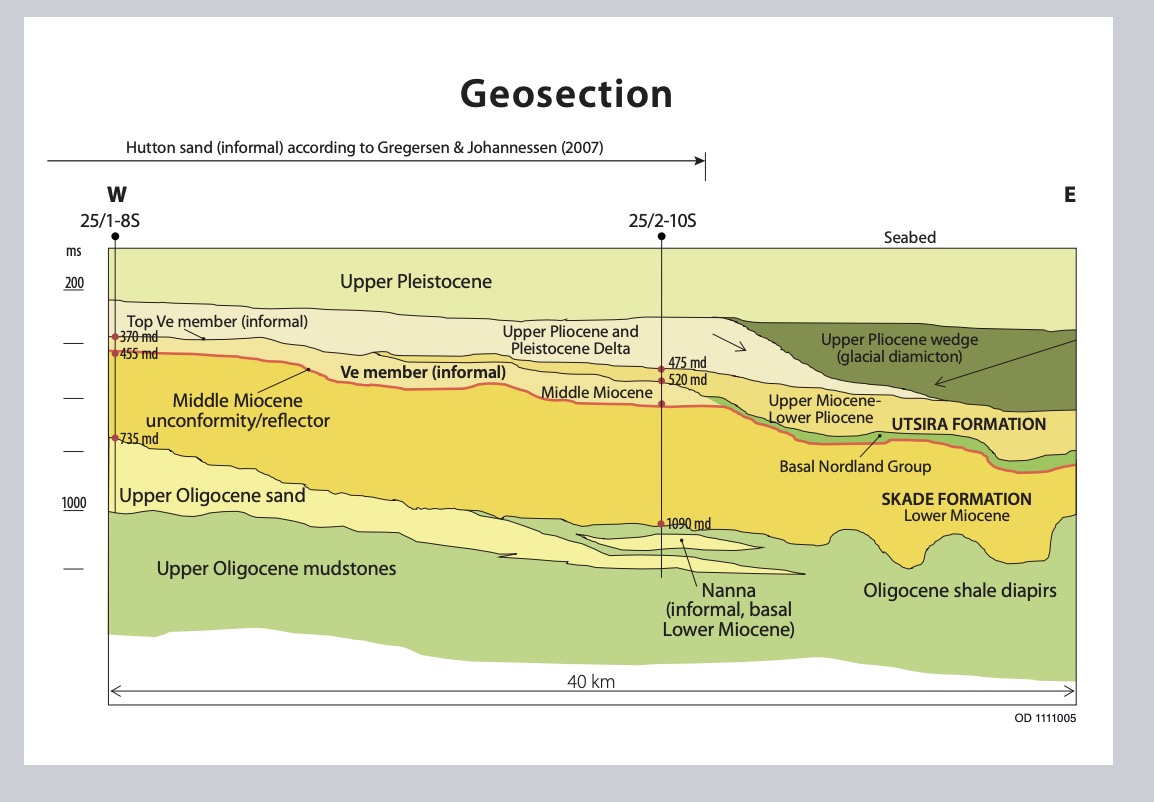 Geosection
Hutton sand (informal) according to Gregersen & Johannessen (2007)
W
E
25/1-8S
25/2-10S
Seabed
ms
200
Upper Pleistocene
Top Ve member (informal)
370 md
455 md
Upper Pliocene and
Pleistocene Delta
Upper Pliocene wedge
(glacial diamicton)
475 md
520 md
Ve member (informal)
Middle Miocene
Middle Miocene
unconformity/reflector
Upper Miocene-
Lower Pliocene
UTSIRA FORMATION
735 md
Basal Nordland Group
Upper Oligocene sand
1000
SKADE FORMATION
Lower Miocene
1090 md
Upper Oligocene mudstones
Nanna
(informal, basal
Lower Miocene)
Oligocene shale diapirs
40 km
OD 1111005